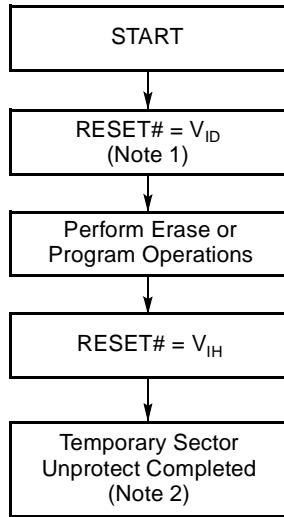 START
RESET# = V_ID
(Note 1)
Perform Erase or
Program Operations
RESET# = V_IH
Temporary Sector
Unprotect Completed
(Note 2)